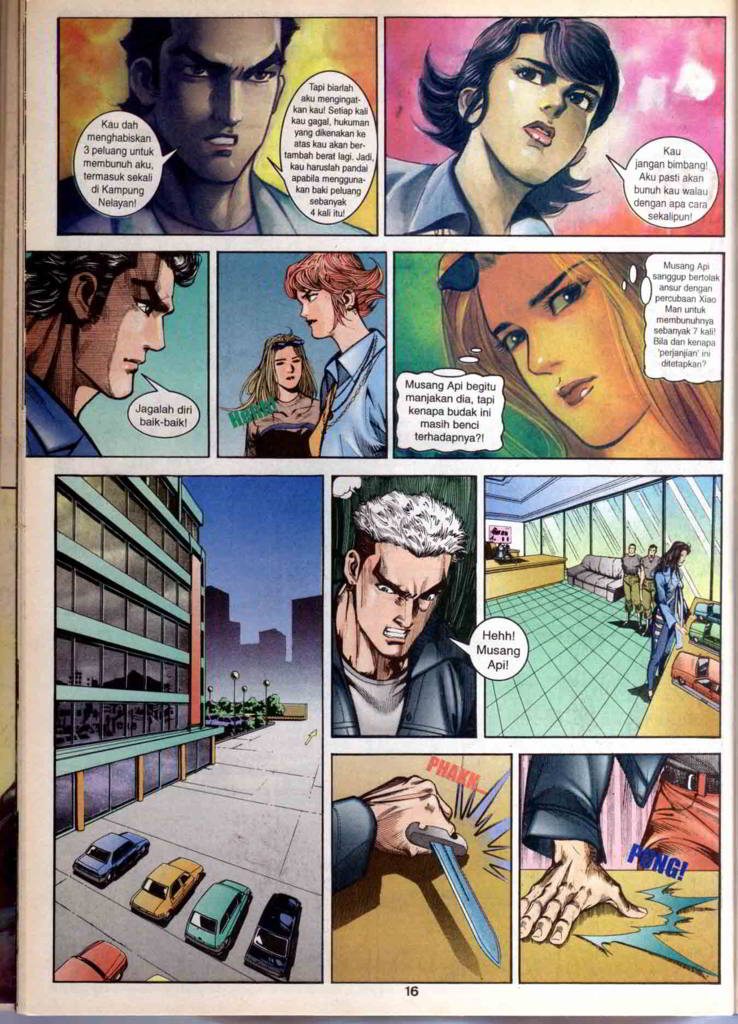 Kau dah
menghabiskan
3 peluang untuk
membunuh aku,
termasuk sekali
di Kampung
Nelayan!
Tapi biarlah
aku mengingat-
kan kau! Setiap kali
kau gagal, hukuman
yang dikenakan ke
atas kau akan ber-
tambah berat lagi. Jadi,
kau haruslah pandai
apabila mengguna-
kan baki peluang
sebanyak
4 kali itu!
Kau
jangan bimbang!
Aku pasti akan
bunuh kau walau
dengan apa cara
sekalipun!
Jagalah diri
baik-baik!
Musang Api begitu
manjakan dia, tapi
kenapa budak ini
masih benci
terhadapnya?!
Musang Api
sanggup bertolak
ansur dengan
percubaan Xiao
Man untuk
membunuhnya
sebanyak 7 kali!
Bila dan kenapa
'perjanjian' ini
ditetapkan?
Hehh!
Musang
Api!
PHAKK...
PONG!
16